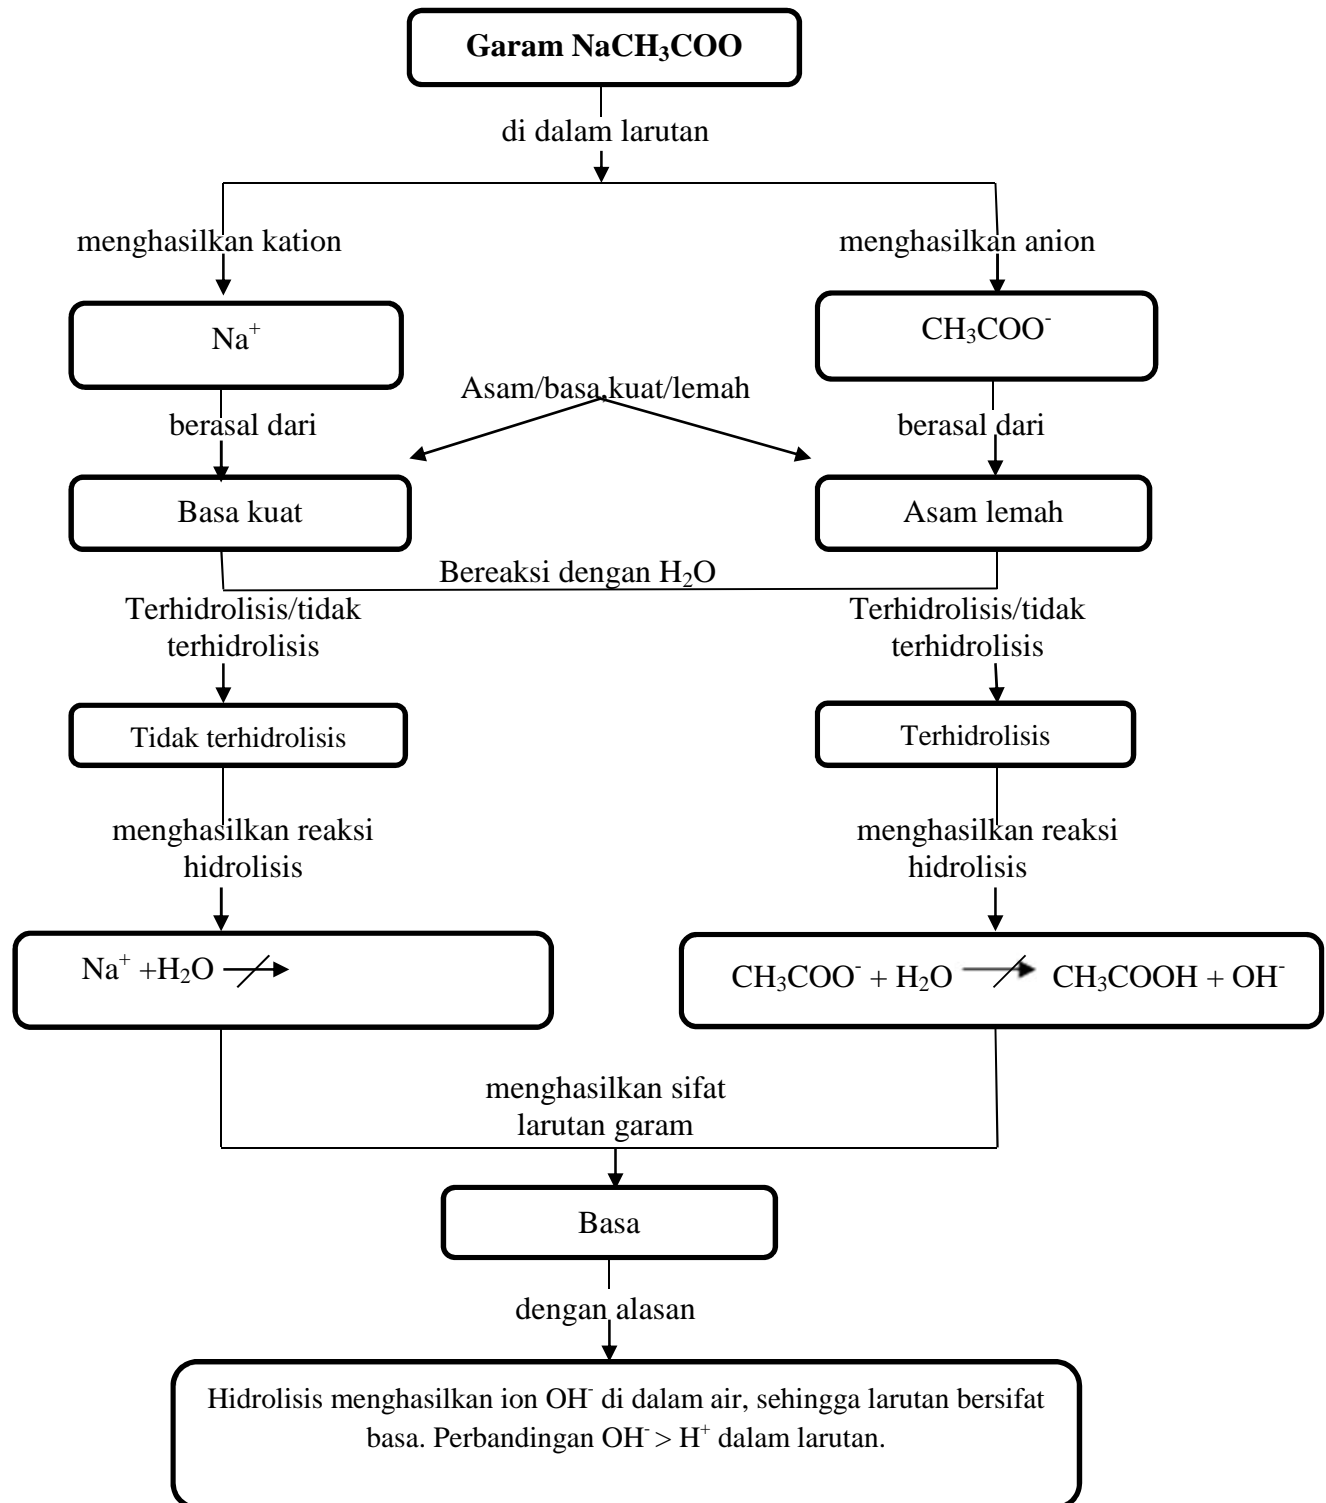 Garam NaCH₃COO
di dalam larutan
menghasilkan kation
menghasilkan anion
Na⁺
CH₃COO⁻
Asam/basa,kuat/lemah
berasal dari
berasal dari
Basa kuat
Asam lemah
Bereaksi dengan H₂O
Terhidrolisis/tidak
terhidrolisis
Terhidrolisis/tidak
terhidrolisis
Tidak terhidrolisis
Terhidrolisis
menghasilkan reaksi
hidrolisis
menghasilkan reaksi
hidrolisis
Na⁺ +H₂O ↛
CH₃COO⁻ + H₂O ↛ CH₃COOH + OH⁻
menghasilkan sifat
larutan garam
Basa
dengan alasan
Hidrolisis menghasilkan ion OH⁻ di dalam air, sehingga larutan bersifat
basa. Perbandingan OH⁻ > H⁺ dalam larutan.